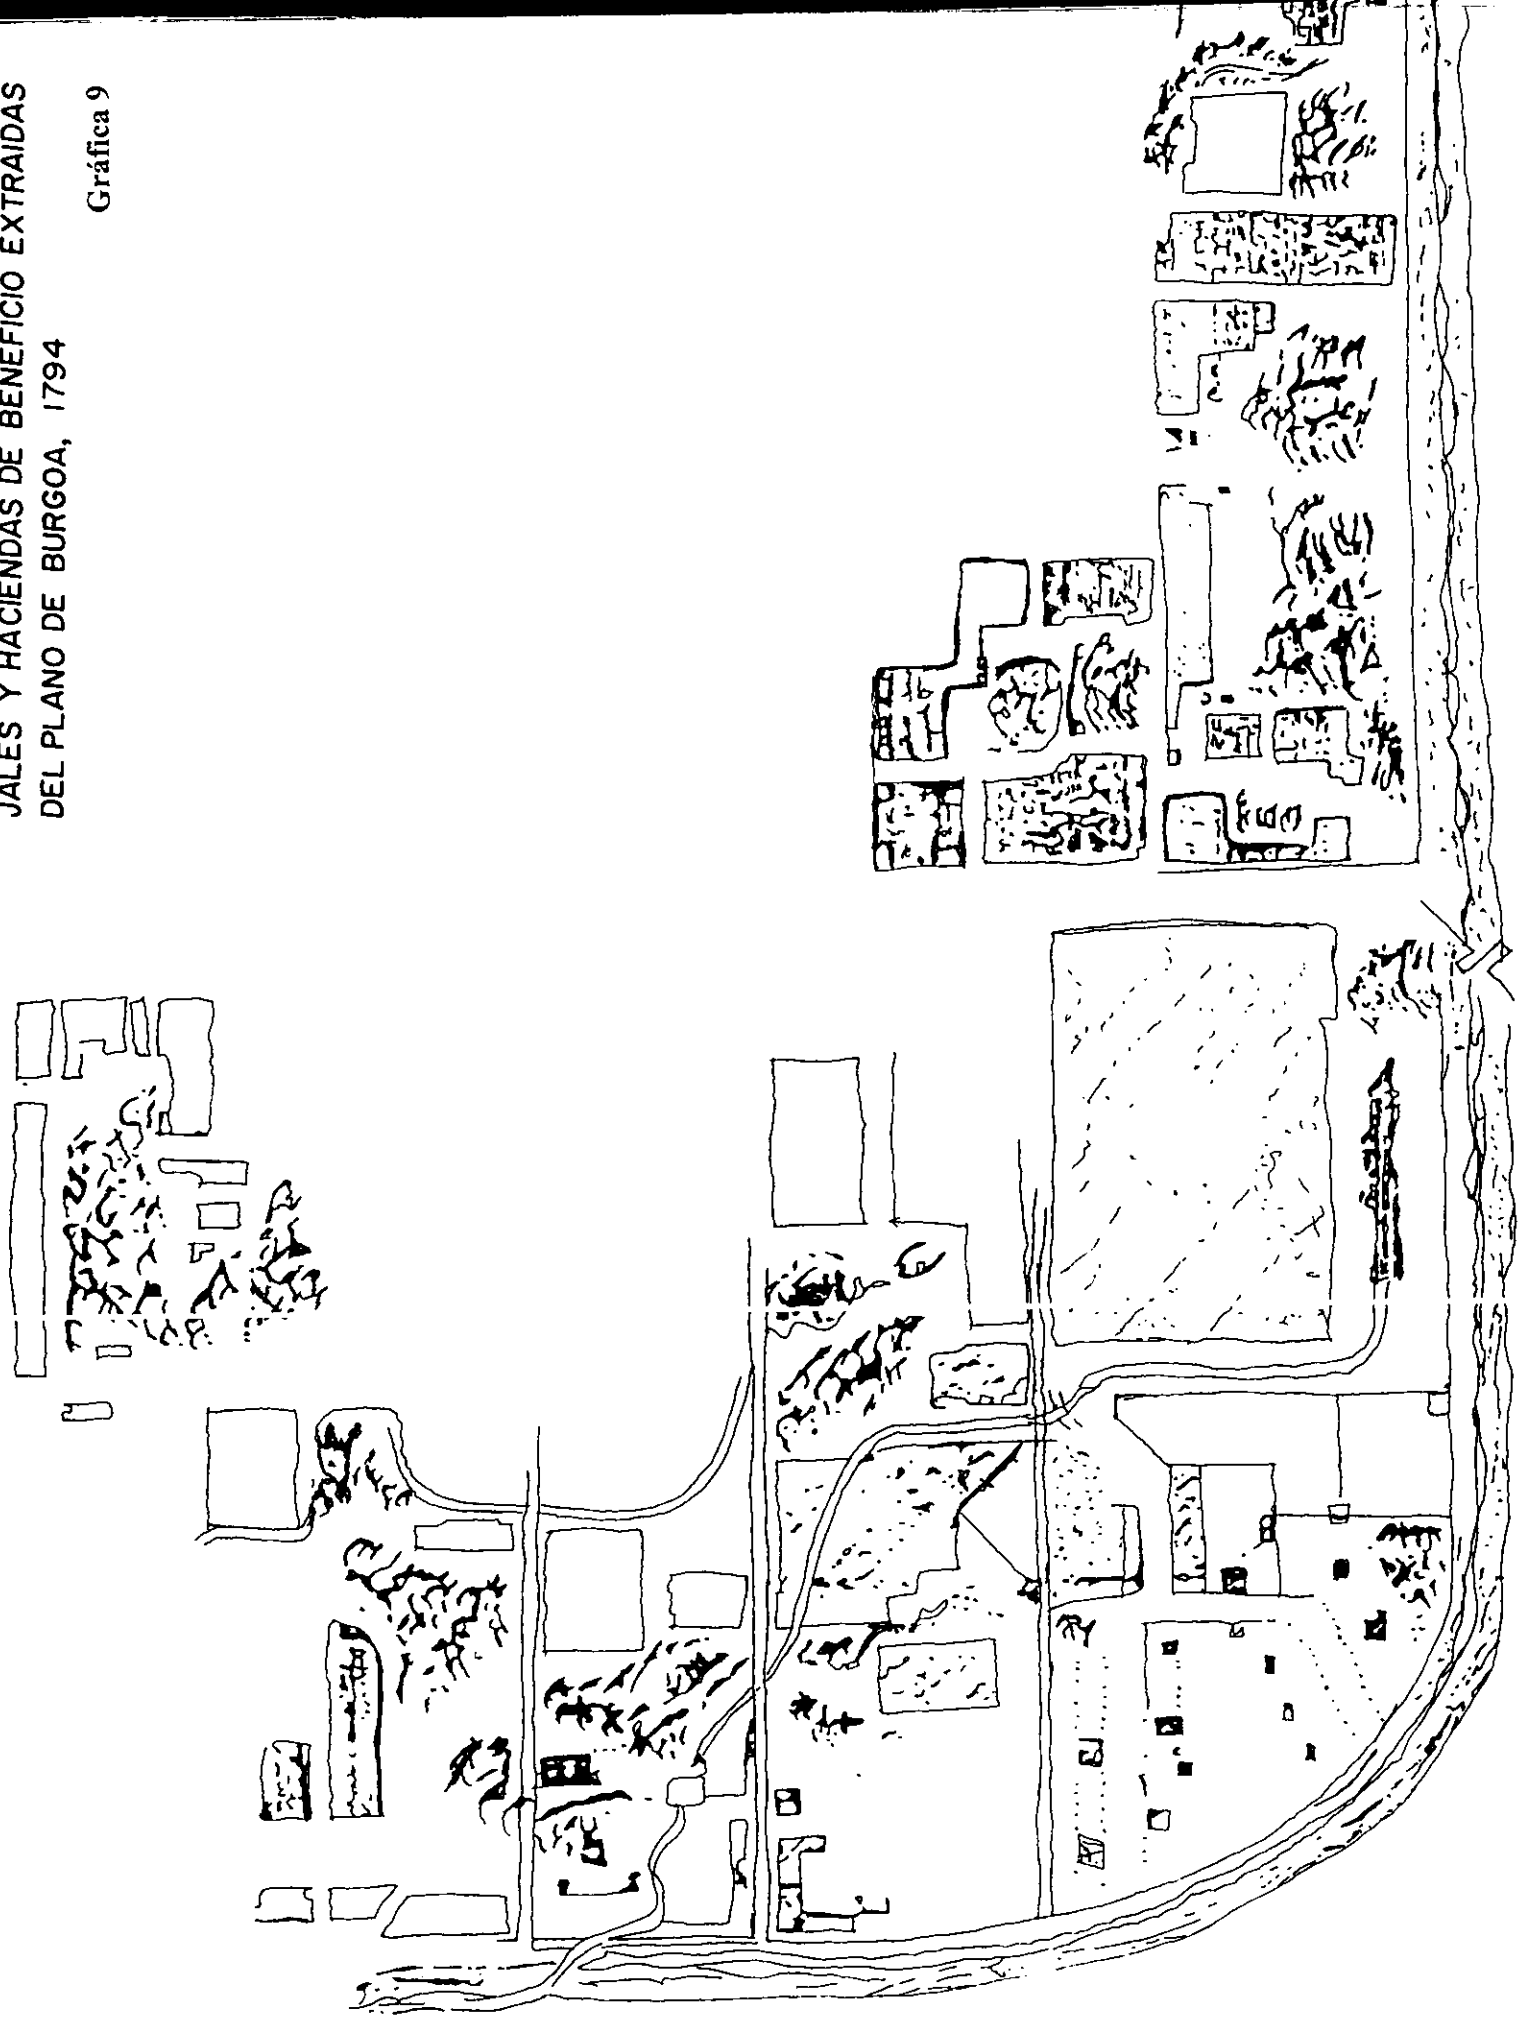 JALES Y HACIENDAS DE BENEFICIO EXTRAIDAS
DEL PLANO DE BURGOA, 1794
Gráfica 9